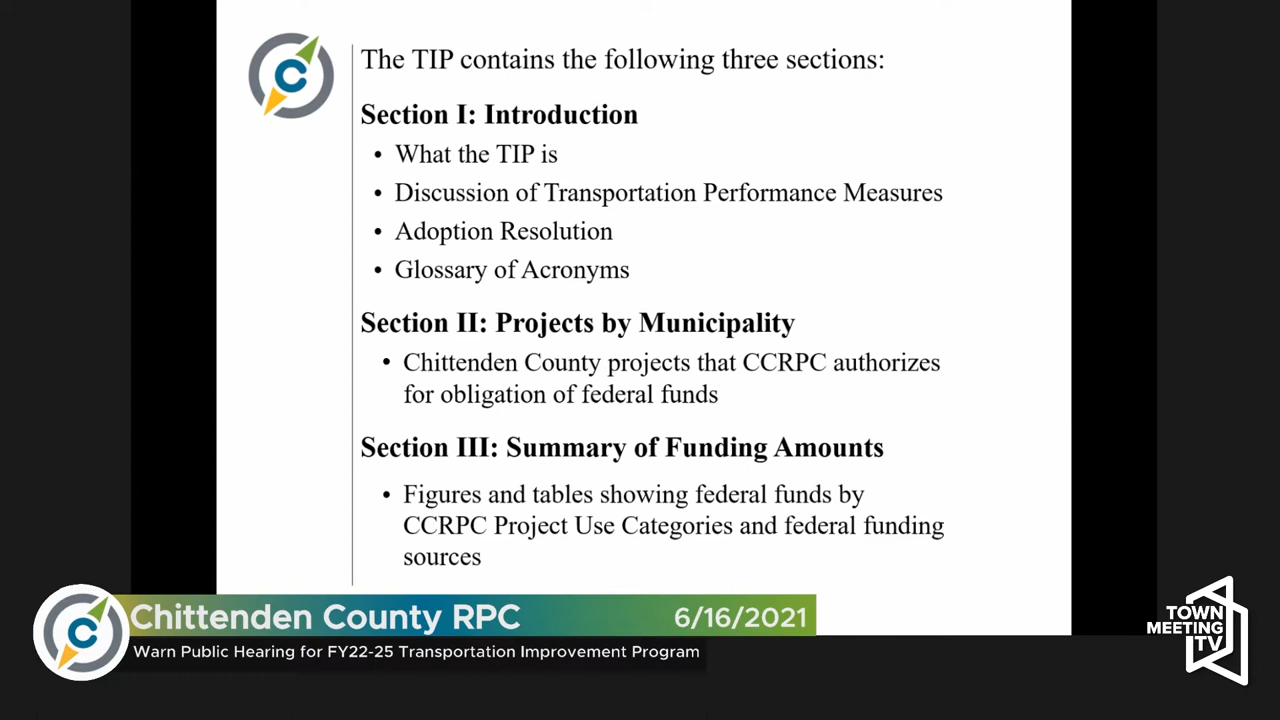 The TIP contains the following three sections:
Section I: Introduction
• What the TIP is
• Discussion of Transportation Performance Measures
• Adoption Resolution
• Glossary of Acronyms
Section II: Projects by Municipality
• Chittenden County projects that CCRPC authorizes
for obligation of federal funds
Section III: Summary of Funding Amounts
• Figures and tables showing federal funds by
CCRPC Project Use Categories and federal funding
sources
Chittenden County RPC 6/16/2021
Warn Public Hearing for FY22-25 Transportation Improvement Program
TOWN
MEETING
TV